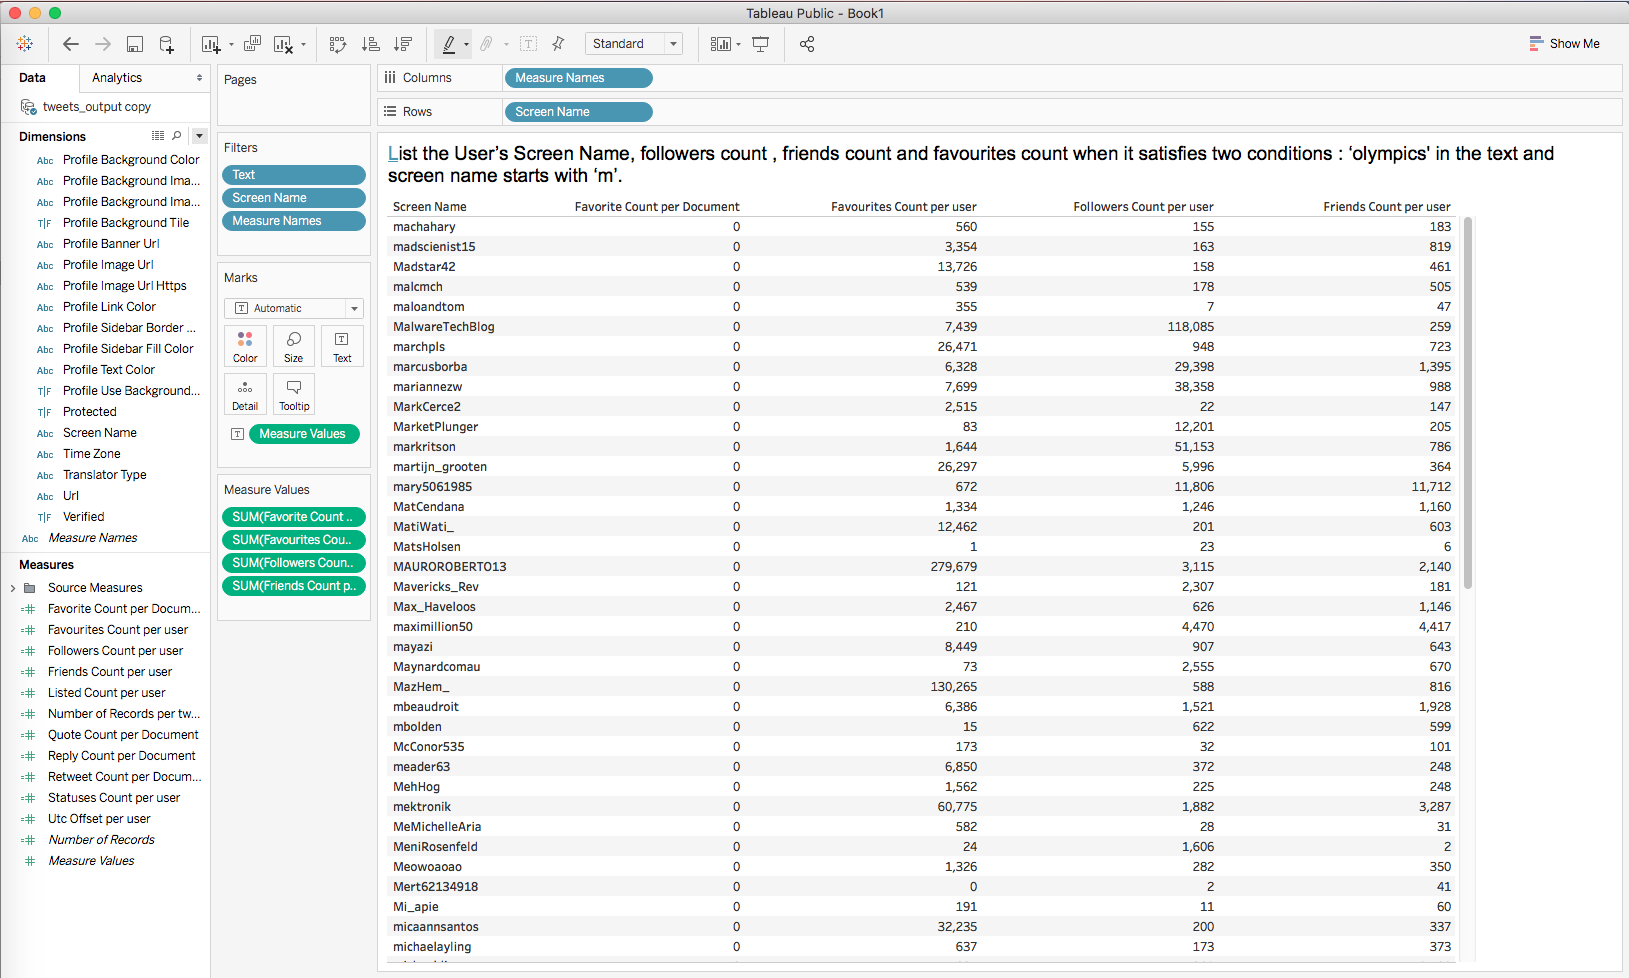 Tableau Public - Book1
Standard
Show Me
Data
Analytics
tweets_output copy
Dimensions
Abc Profile Background Color
Abc Profile Background Ima...
Abc Profile Background Ima...
T|F Profile Background Tile
Abc Profile Banner Url
Abc Profile Image Url
Abc Profile Image Url Https
Abc Profile Link Color
Abc Profile Sidebar Border ...
Abc Profile Sidebar Fill Color
Abc Profile Text Color
T|F Profile Use Background...
T|F Protected
Abc Screen Name
Abc Time Zone
Abc Translator Type
Abc Url
T|F Verified
Abc Measure Names
Measures
Source Measures
Favorite Count per Docum...
Favourites Count per user
Followers Count per user
Friends Count per user
Listed Count per user
Number of Records per tw...
Quote Count per Document
Reply Count per Document
Retweet Count per Docum...
Statuses Count per user
Utc Offset per user
Number of Records
Measure Values
Pages
Filters
Text
Screen Name
Measure Names
Marks
T Automatic
Color Size Text
Detail Tooltip
T Measure Values
Measure Values
SUM(Favorite Count ..
SUM(Favourites Cou..
SUM(Followers Coun..
SUM(Friends Count p..
Columns Measure Names
Rows Screen Name
List the User’s Screen Name, followers count , friends count and favourites count when it satisfies two conditions : ‘olympics' in the text and
screen name starts with ‘m’.
Screen Name Favorite Count per Document Favourites Count per user Followers Count per user Friends Count per user
machahary 0 560 155 183
madscienist15 0 3,354 163 819
Madstar42 0 13,726 158 461
malcmch 0 539 178 505
maloandtom 0 355 7 47
MalwareTechBlog 0 7,439 118,085 259
marchpls 0 26,471 948 723
marcusborba 0 6,328 29,398 1,395
mariannezw 0 7,699 38,358 988
MarkCerce2 0 2,515 22 147
MarketPlunger 0 83 12,201 205
markritson 0 1,644 51,153 786
martijn_grooten 0 26,297 5,996 364
mary5061985 0 672 11,806 11,712
MatCendana 0 1,334 1,246 1,160
MatiWati_ 0 12,462 201 603
MatsHolsen 0 1 23 6
MAUROROBERTO13 0 279,679 3,115 2,140
Mavericks_Rev 0 121 2,307 181
Max_Haveloos 0 2,467 626 1,146
maximillion50 0 210 4,470 4,417
mayazi 0 8,449 907 643
Maynardcomau 0 73 2,555 670
MazHem_ 0 130,265 588 816
mbeaudroit 0 6,386 1,521 1,928
mbolden 0 15 622 599
McConor535 0 173 32 101
meader63 0 6,850 372 248
MehHog 0 1,562 225 248
mektronik 0 60,775 1,882 3,287
MeMichelleAria 0 582 28 31
MeniRosenfeld 0 24 1,606 2
Meowoaoao 0 1,326 282 350
Mert62134918 0 0 2 41
Mi_apie 0 191 11 60
micaannsantos 0 32,235 200 337
michaelayling 0 637 173 373